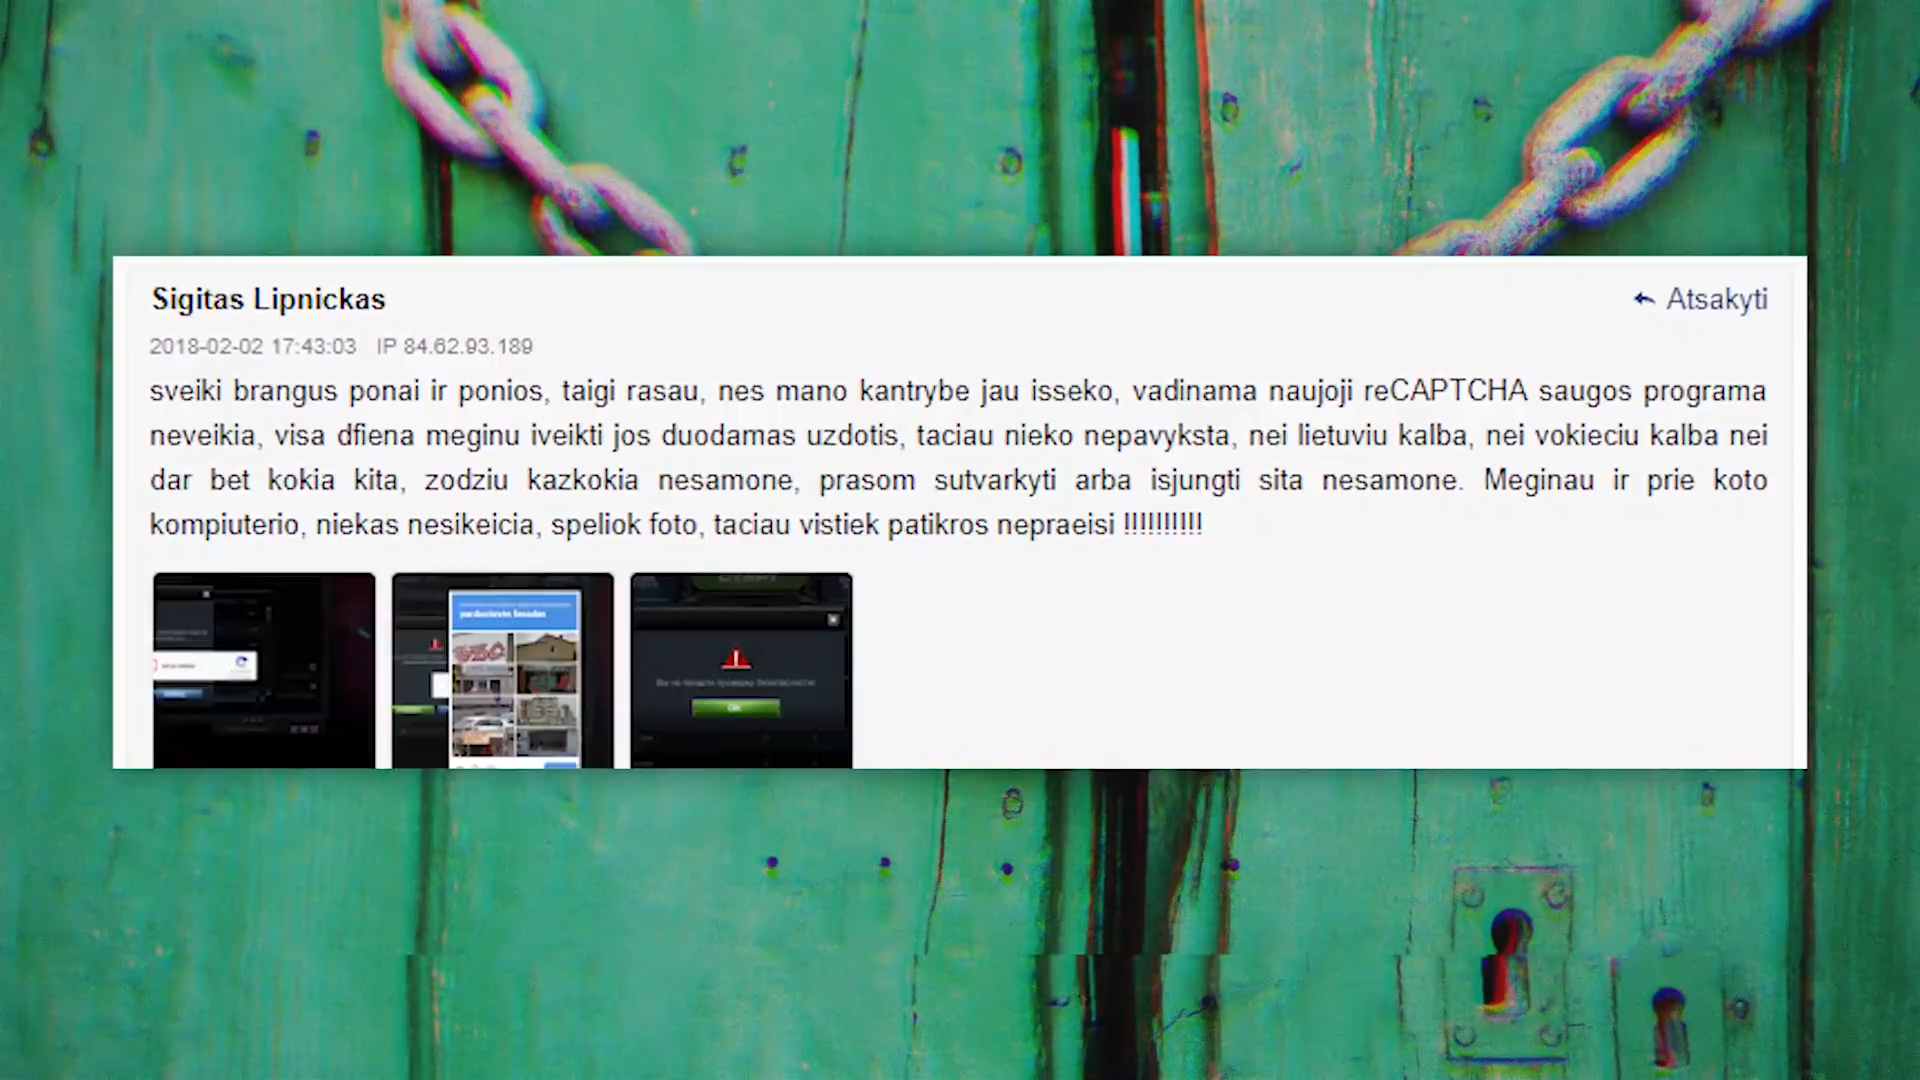 Sigitas Lipnickas
Atsakyti
2018-02-02 17:43:03 IP 84.62.93.189
sveiki brangus ponai ir ponios, taigi rasau, nes mano kantrybe jau isseko, vadinama naujoji reCAPTCHA saugos programa
neveikia, visa dfiena meginu iveikti jos duodamas uzdotis, taciau nieko nepavyksta, nei lietuviu kalba, nei vokieciu kalba nei
dar bet kokia kita, zodziu kazkokia nesamone, prasom sutvarkyti arba isjungti sita nesamone. Meginau ir prie koto
kompiuterio, niekas nesikeicia, speliok foto, taciau vistiek patikros nepraeisi !!!!!!!!!!